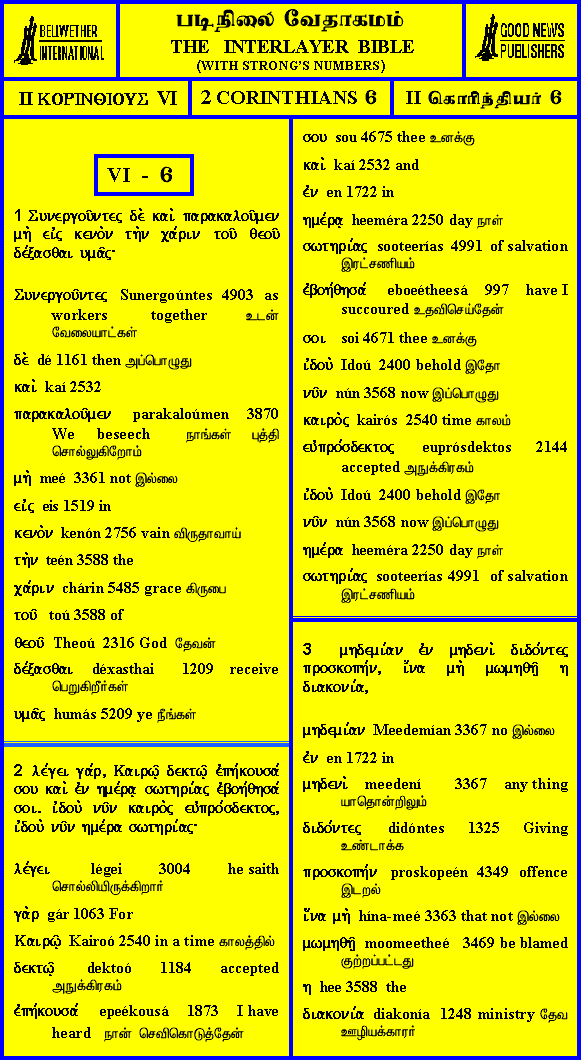 BELLWETHER
INTERNATIONAL
படிநிலை வேதாகமம்
THE INTERLAYER BIBLE
(WITH STRONG'S NUMBERS)
GOOD NEWS
PUBLISHERS
II ΚΟΡΙΝΘΙΟΥΣ VI
2 CORINTHIANS 6
II கொரிந்தியர் 6
VI - 6
1 Συνεργοῦντες δὲ καὶ παρακαλοῦμεν
μὴ εἰς κενὸν τὴν χάριν τοῦ θεοῦ
δέξασθαι υμᾶς·
Συνεργοῦντες Sunergoúntes 4903 as
workers together உடன்
வேலையாட்கள்
δὲ dé 1161 then அப்பொழுது
καὶ kaí 2532
παρακαλοῦμεν parakaloúmen 3870
We beseech நாங்கள் புத்தி
சொல்லுகிறோம்
μὴ meé 3361 not இல்லை
εἰς eis 1519 in
κενὸν kenón 2756 vain விருதாவாய்
τὴν teén 3588 the
χάριν chárin 5485 grace கிருபை
τοῦ toú 3588 of
θεοῦ Theoú 2316 God தேவன்
δέξασθαι déxasthai 1209 receive
பெறுகிறீர்கள்
υμᾶς humás 5209 ye நீங்கள்
2 λέγει γάρ, Καιρῷ δεκτῷ ἐπήκουσά
σου καὶ ἐν ημέρᾳ σωτηρίας ἐβοήθησά
σοι. ἰδοὺ νῦν καιρὸς εὐπρόσδεκτος,
ἰδοὺ νῦν ημέρα σωτηρίας·
λέγει légei 3004 he saith
சொல்லியிருக்கிறார்
γὰρ gár 1063 For
Καιρῷ Kairoó 2540 in a time காலத்தில்
δεκτῷ dektoó 1184 accepted
அநுக்கிரகம்
ἐπήκουσά epeékousá 1873 I have
heard நான் செவிகொடுத்தேன்
σου sou 4675 thee உனக்கு
καὶ kaí 2532 and
ἐν en 1722 in
ημέρᾳ heeméra 2250 day நாள்
σωτηρίας sooteerías 4991 of salvation
இரட்சணியம்
ἐβοήθησά eboeétheesá 997 have I
succoured உதவிசெய்தேன்
σοι soi 4671 thee உனக்கு
ἰδοὺ Idoú 2400 behold இதோ
νῦν nún 3568 now இப்பொழுது
καιρὸς kairós 2540 time காலம்
εὐπρόσδεκτος euprósdektos 2144
accepted அநுக்கிரகம்
ἰδοὺ Idoú 2400 behold இதோ
νῦν nún 3568 now இப்பொழுது
ημέρα heeméra 2250 day நாள்
σωτηρίας sooteerías 4991 of salvation
இரட்சணியம்
3 μηδεμίαν ἐν μηδενὶ διδόντες
προσκοπήν, ἵνα μὴ μωμηθῇ η
διακονία,
μηδεμίαν Meedemían 3367 no இல்லை
ἐν en 1722 in
μηδενὶ meedení 3367 any thing
யாதொன்றிலும்
διδόντες didóntes 1325 Giving
உண்டாக்க
προσκοπήν proskopeén 4349 offence
இடறல்
ἵνα μὴ hína-meé 3363 that not இல்லை
μωμηθῇ moomeetheé 3469 be blamed
குற்றப்பட்டது
η hee 3588 the
διακονία diakonía 1248 ministry தேவ
ஊழியக்காரர்